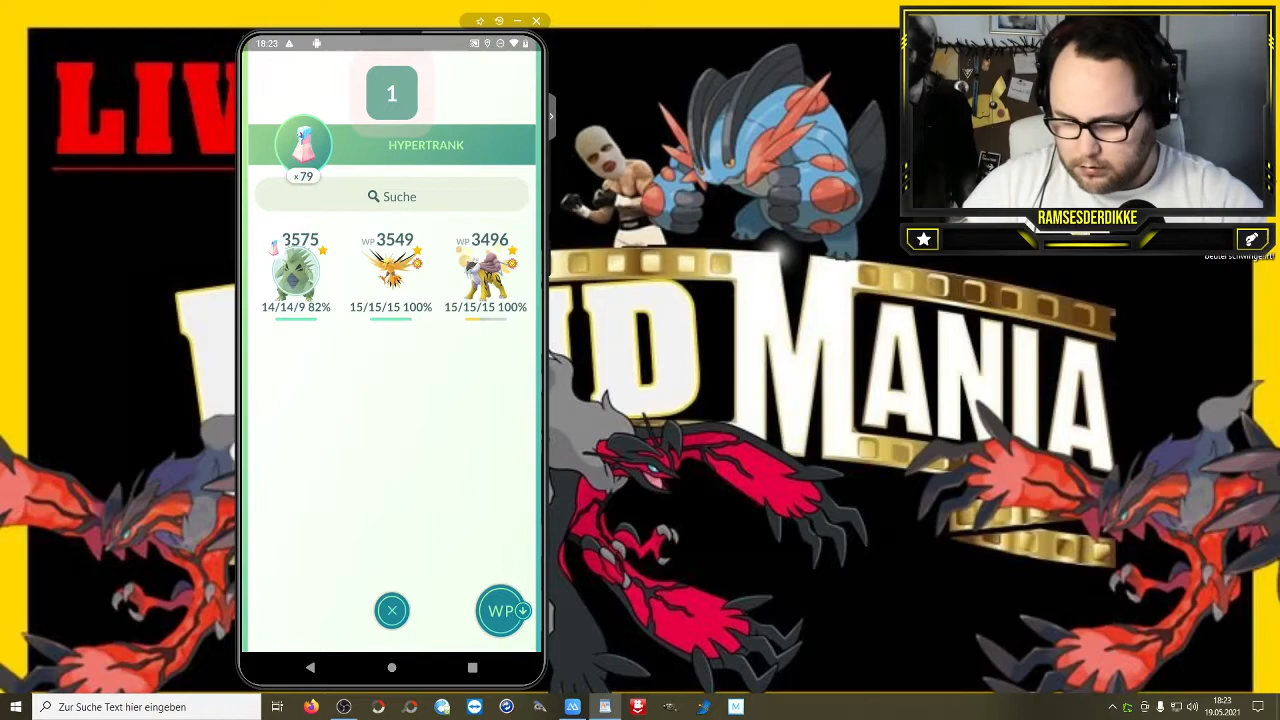 LIV
D MANIA
18:23
1
HYPERTRANK
x79
Suche
3575
WP 3549
WP 3496
14/14/9 82%
15/15/15 100%
15/15/15 100%
WP
RAMSESDERDIKKE
Zur Suche Text hier eingeben
M
18:23
19.05.2021